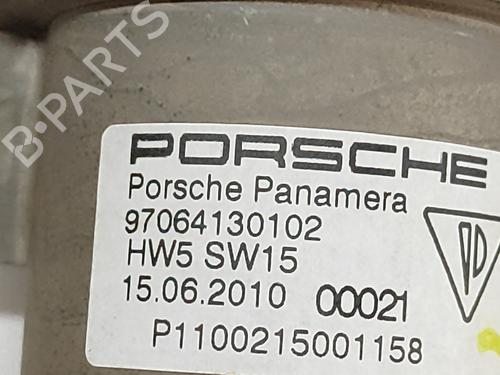 B-PARTS
PORSCHE
Porsche Panamera
97064130102
HW5 SW15
15.06.2010 00021
P1100215001158